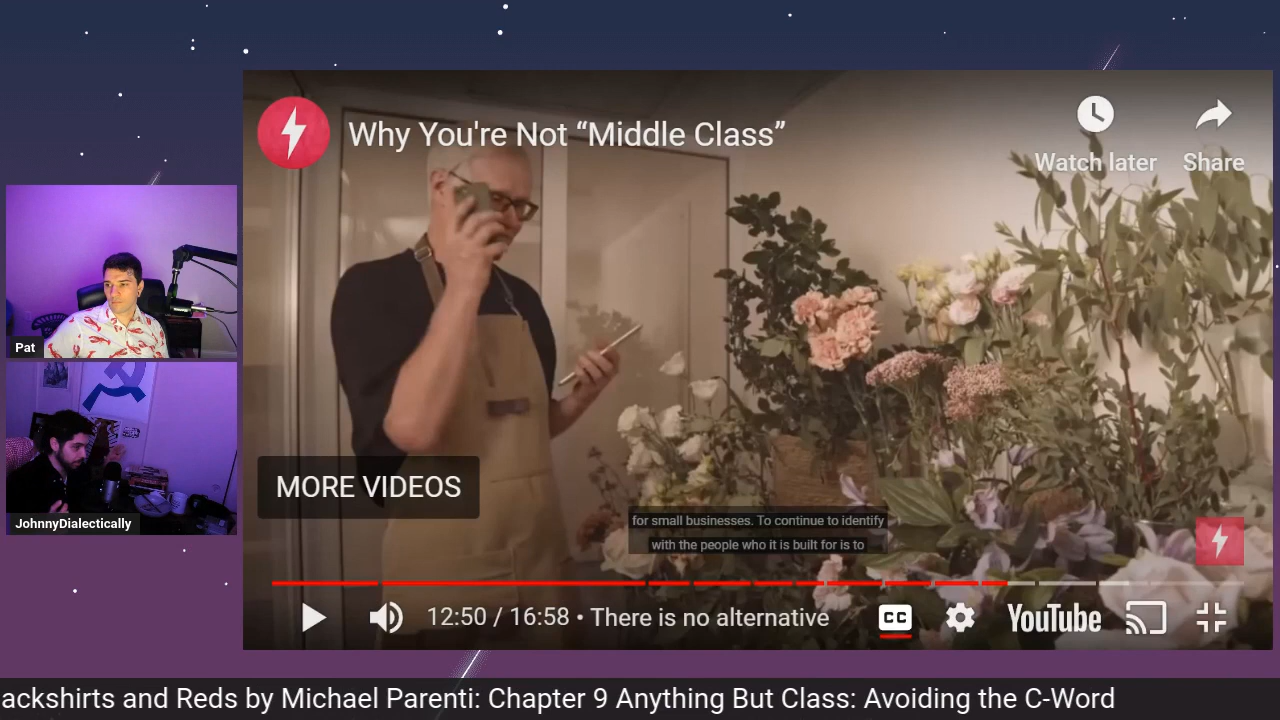 Why You're Not “Middle Class”
Watch later
Share
Pat
JohnnyDialectically
MORE VIDEOS
for small businesses. To continue to identify
with the people who it is built for is to
12:50 / 16:58 • There is no alternative
CC
YouTube
ackshirts and Reds by Michael Parenti: Chapter 9 Anything But Class: Avoiding the C-Word